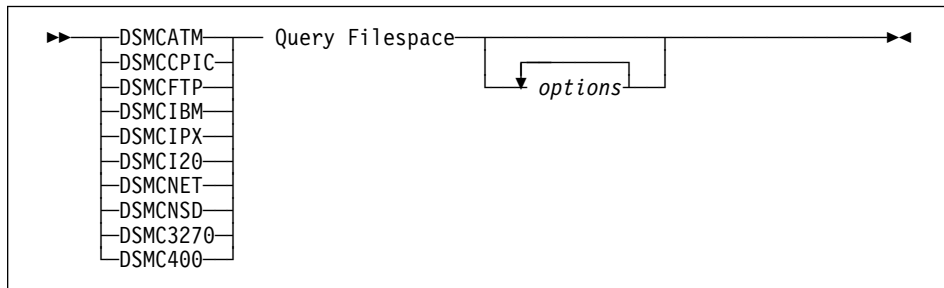 DSMCATM Query Filespace
DSMCCPIC
DSMCFTP options
DSMCIBM
DSMCIPX
DSMCI20
DSMCNET
DSMCNSD
DSMC3270
DSMC400